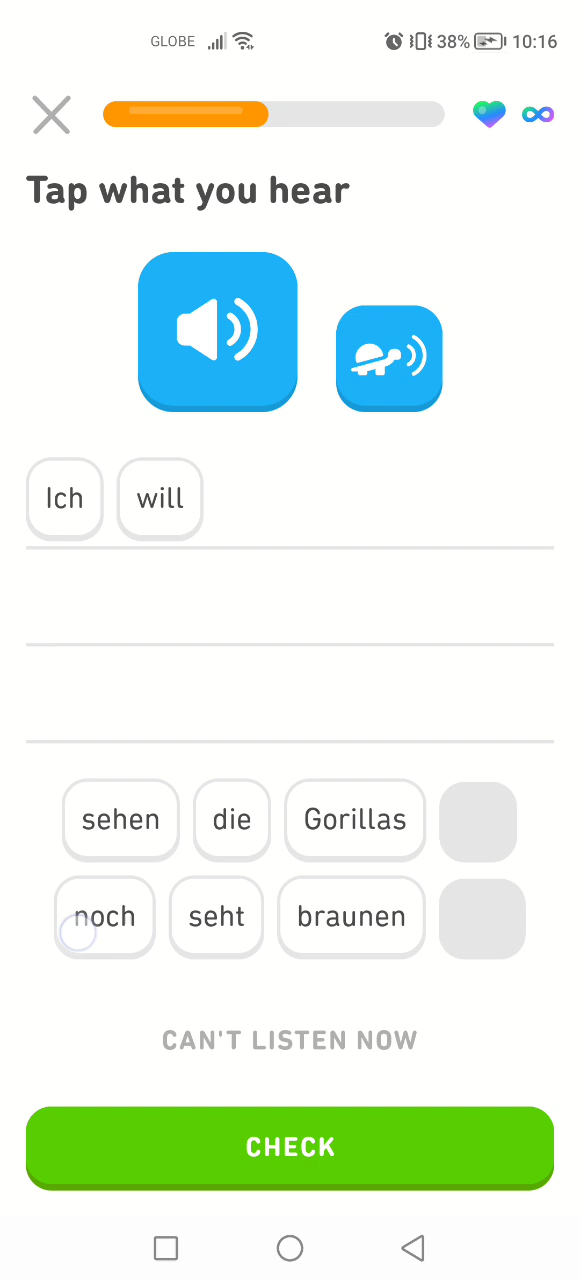 GLOBE 38% 10:16
Tap what you hear
Ich will
sehen die Gorillas
noch seht braunen
CAN'T LISTEN NOW
CHECK